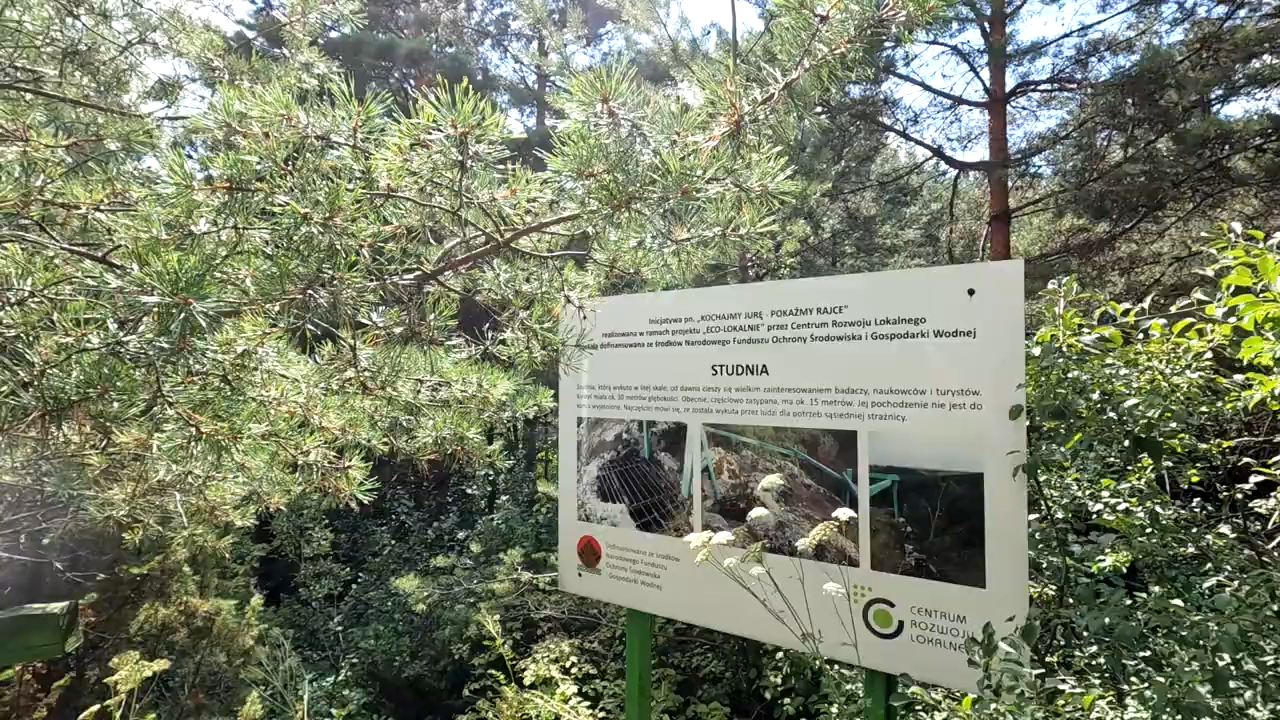 Inicjatywa pn. „KOCHAJMY JURĘ - POKAŹMY RAJCE”
realizowana w ramach projektu „ECO-LOKALNIE” przez Centrum Rozwoju Lokalnego
dofinansowana ze środków Narodowego Funduszu Ochrony Środowiska i Gospodarki Wodnej
STUDNIA
Studnia, którą wykuto w litej skale, od dawna cieszy się wielkim zainteresowaniem badaczy, naukowców i turystów.
miała ok. 30 metrów głębokości. Obecnie, częściowo zasypana, ma ok. 15 metrów. Jej pochodzenie nie jest do
końca wyjaśnione. Najczęściej mówi się, że została wykuta przez ludzi dla potrzeb sąsiedniej strażnicy.
Dofinansowano ze środków
Narodowego Funduszu
Ochrony Środowiska
Gospodarki Wodnej
CENTRUM
ROZWOJU
LOKALNE